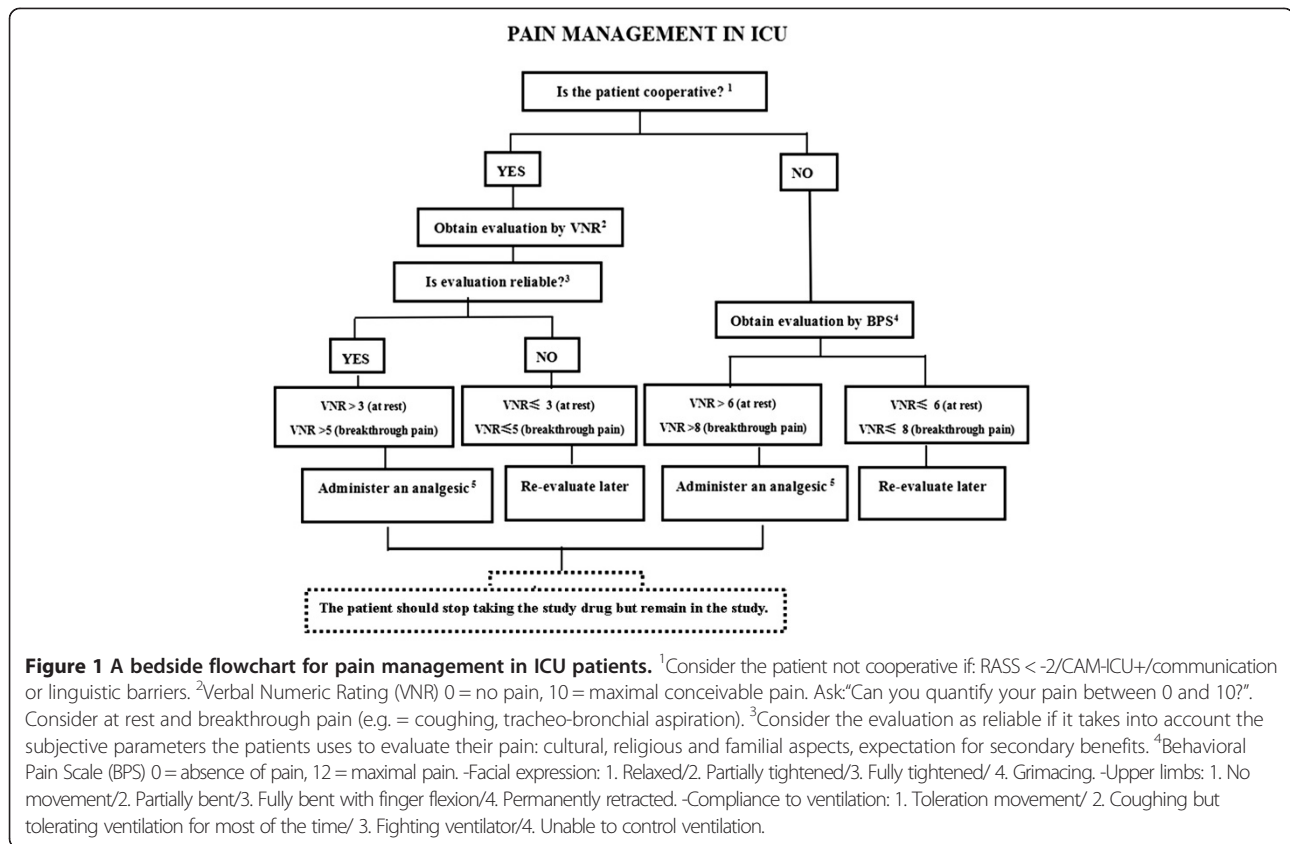 PAIN MANAGEMENT IN ICU
Is the patient cooperative? 1
YES
NO
Obtain evaluation by VNR2
Is evaluation reliable?3
Obtain evaluation by BPS4
YES
NO
VNR > 3 (at rest)
VNR >5 (breakthrough pain)
VNR≤ 3 (at rest)
VNR≤5 (breakthrough pain)
VNR > 6 (at rest)
VNR >8 (breakthrough pain)
VNR≤ 6 (at rest)
VNR≤ 8 (breakthrough pain)
Administer an analgesic 5
Re-evaluate later
Administer an analgesic 5
Re-evaluate later
The patient should stop taking the study drug but remain in the study.
Figure 1 A bedside flowchart for pain management in ICU patients. 1Consider the patient not cooperative if: RASS < -2/CAM-ICU+/communication
or linguistic barriers. 2Verbal Numeric Rating (VNR) 0 = no pain, 10 = maximal conceivable pain. Ask:“Can you quantify your pain between 0 and 10?”.
Consider at rest and breakthrough pain (e.g. = coughing, tracheo-bronchial aspiration). 3Consider the evaluation as reliable if it takes into account the
subjective parameters the patients uses to evaluate their pain: cultural, religious and familial aspects, expectation for secondary benefits. 4Behavioral
Pain Scale (BPS) 0 = absence of pain, 12 = maximal pain. -Facial expression: 1. Relaxed/2. Partially tightened/3. Fully tightened/ 4. Grimacing. -Upper limbs: 1. No
movement/2. Partially bent/3. Fully bent with finger flexion/4. Permanently retracted. -Compliance to ventilation: 1. Toleration movement/ 2. Coughing but
tolerating ventilation for most of the time/ 3. Fighting ventilator/4. Unable to control ventilation.